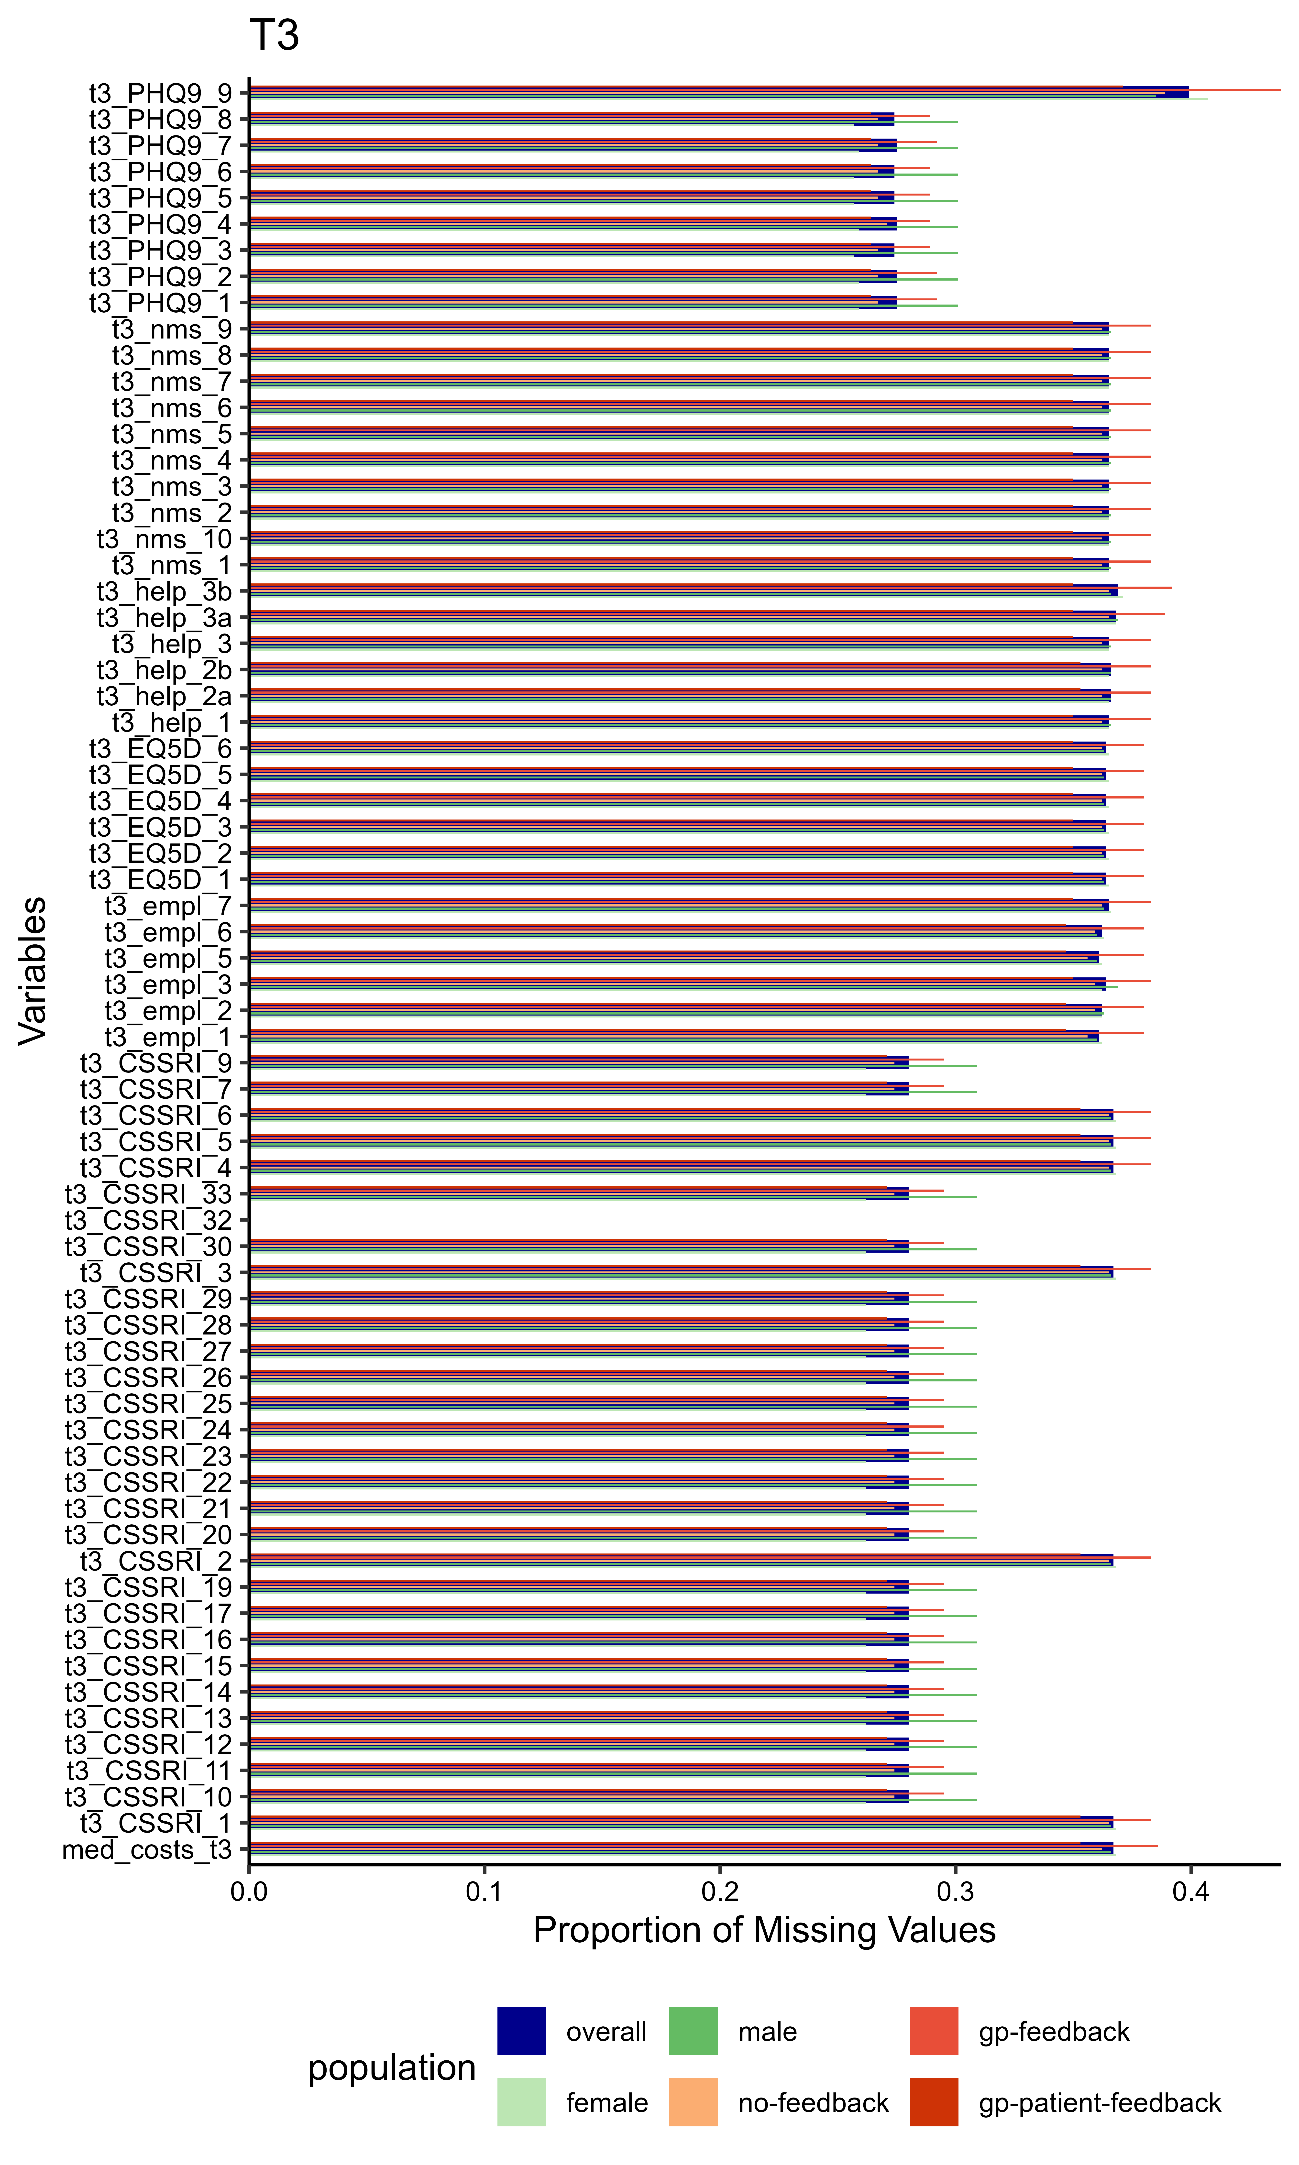 T3
t3_PHQ9_9
t3_PHQ9_8
t3_PHQ9_7
t3_PHQ9_6
t3_PHQ9_5
t3_PHQ9_4
t3_PHQ9_3
t3_PHQ9_2
t3_PHQ9_1
t3_nms_9
t3_nms_8
t3_nms_7
t3_nms_6
t3_nms_5
t3_nms_4
t3_nms_3
t3_nms_2
t3_nms_10
t3_nms_1
t3_help_3b
t3_help_3a
t3_help_3
t3_help_2b
t3_help_2a
t3_help_1
t3_EQ5D_6
t3_EQ5D_5
t3_EQ5D_4
t3_EQ5D_3
t3_EQ5D_2
t3_EQ5D_1
t3_empl_7
t3_empl_6
t3_empl_5
t3_empl_3
t3_empl_2
t3_empl_1
t3_CSSRI_9
t3_CSSRI_7
t3_CSSRI_6
t3_CSSRI_5
t3_CSSRI_4
t3_CSSRI_33
t3_CSSRI_32
t3_CSSRI_30
t3_CSSRI_3
t3_CSSRI_29
t3_CSSRI_28
t3_CSSRI_27
t3_CSSRI_26
t3_CSSRI_25
t3_CSSRI_24
t3_CSSRI_23
t3_CSSRI_22
t3_CSSRI_21
t3_CSSRI_20
t3_CSSRI_2
t3_CSSRI_19
t3_CSSRI_17
t3_CSSRI_16
t3_CSSRI_15
t3_CSSRI_14
t3_CSSRI_13
t3_CSSRI_12
t3_CSSRI_11
t3_CSSRI_10
t3_CSSRI_1
med_costs_t3
Variables
0.0 0.1 0.2 0.3 0.4
Proportion of Missing Values
population
overall male gp-feedback
female no-feedback gp-patient-feedback